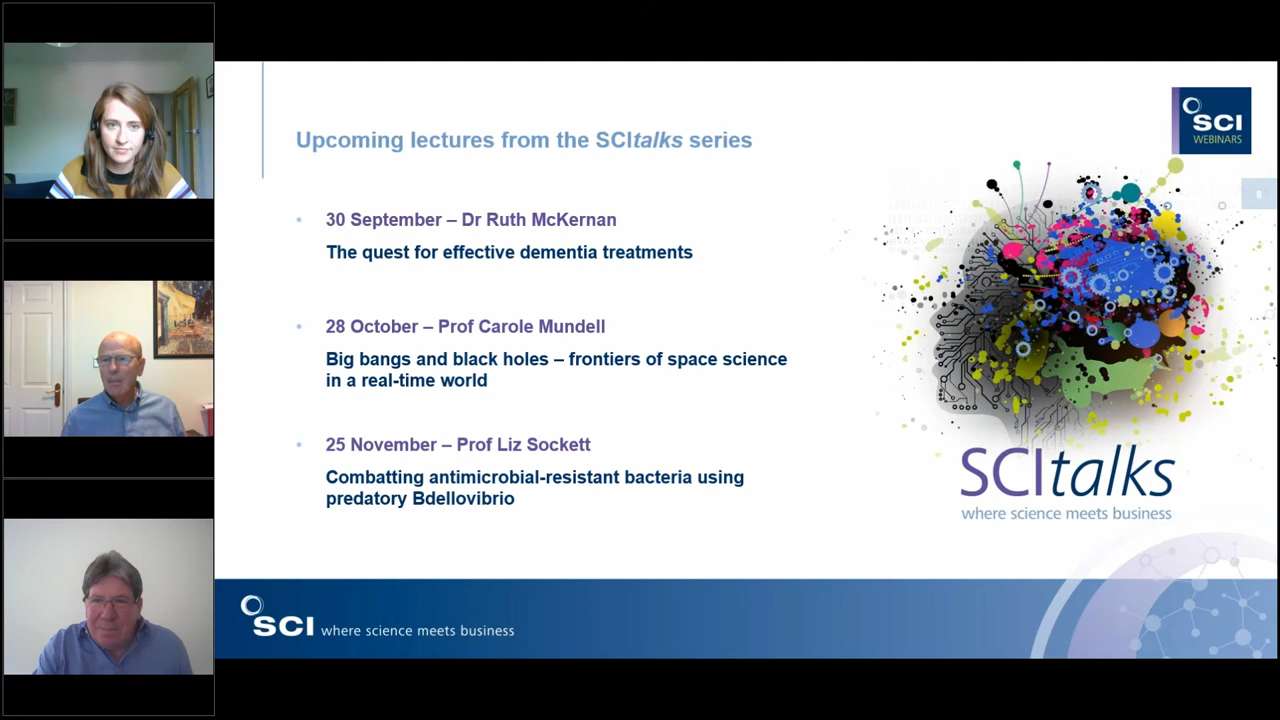 Upcoming lectures from the SCItalks series
SCI
WEBINARS
8
• 30 September – Dr Ruth McKernan
The quest for effective dementia treatments
• 28 October – Prof Carole Mundell
Big bangs and black holes – frontiers of space science
in a real-time world
• 25 November – Prof Liz Sockett
Combatting antimicrobial-resistant bacteria using
predatory Bdellovibrio
SCItalks
where science meets business
SCI where science meets business